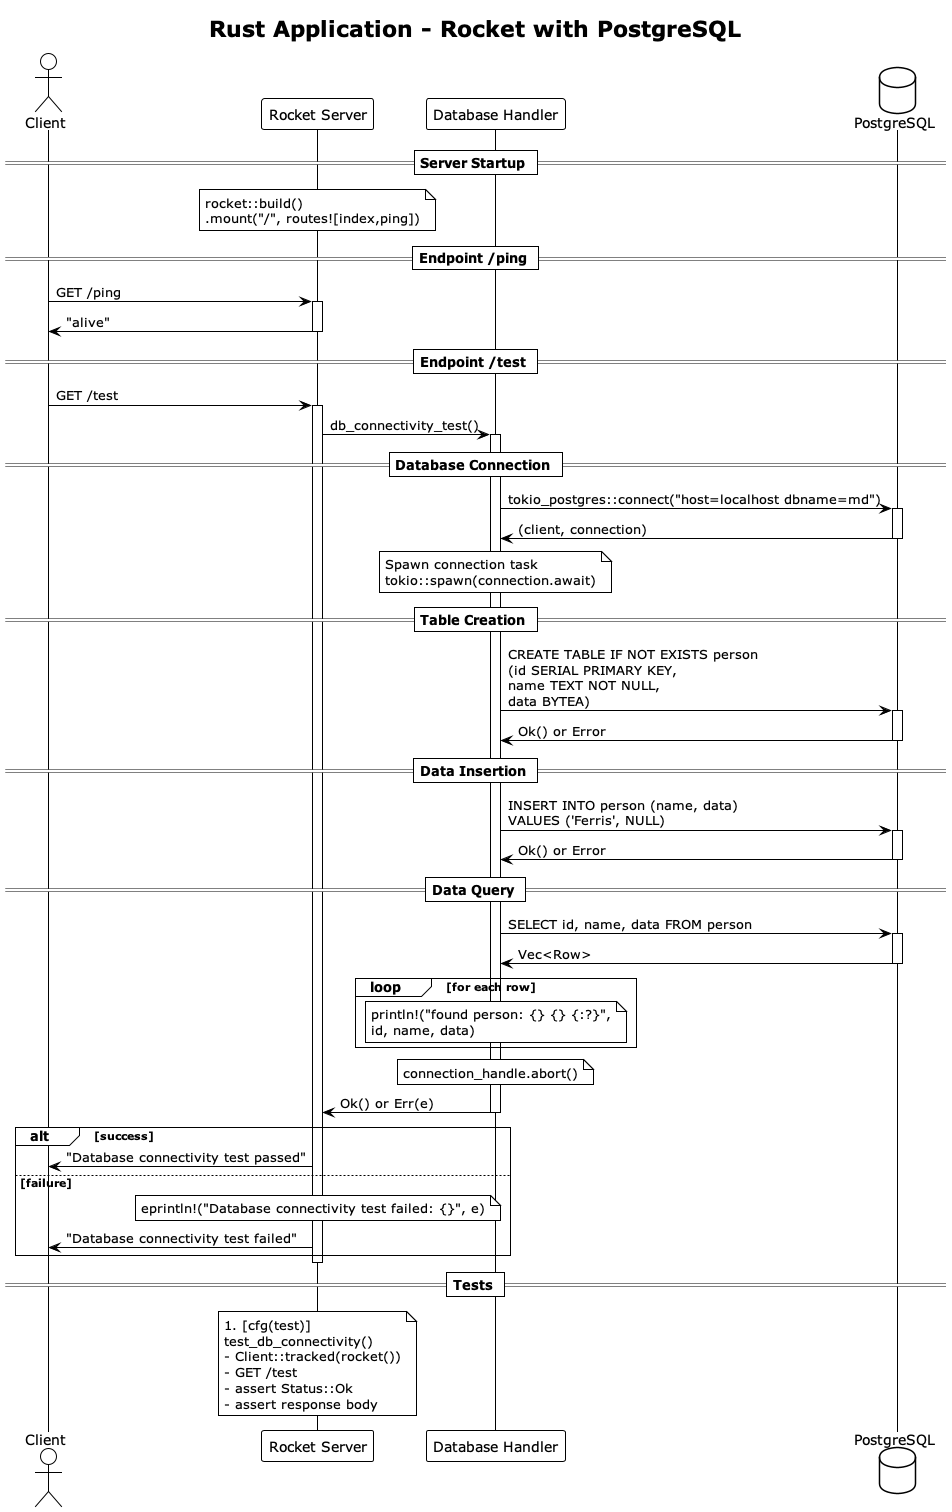 Rust Application - Rocket with PostgreSQL
Client
Rocket Server
Database Handler
PostgreSQL
Server Startup
rocket::build()
.mount("/", routes![index,ping])
Endpoint /ping
GET /ping
"alive"
Endpoint /test
GET /test
db_connectivity_test()
Database Connection
tokio_postgres::connect("host=localhost dbname=md")
(client, connection)
Spawn connection task
tokio::spawn(connection.await)
Table Creation
CREATE TABLE IF NOT EXISTS person
(id SERIAL PRIMARY KEY,
name TEXT NOT NULL,
data BYTEA)
Ok() or Error
Data Insertion
INSERT INTO person (name, data)
VALUES ('Ferris', NULL)
Ok() or Error
Data Query
SELECT id, name, data FROM person
Vec<Row>
loop
[for each row]
println!("found person: {} {} {:?}",
id, name, data)
connection_handle.abort()
Ok() or Err(e)
alt
[success]
"Database connectivity test passed"
[failure]
eprintln!("Database connectivity test failed: {}", e)
"Database connectivity test failed"
Tests
1. [cfg(test)]
test_db_connectivity()
- Client::tracked(rocket())
- GET /test
- assert Status::Ok
- assert response body
Client
Rocket Server
Database Handler
PostgreSQL